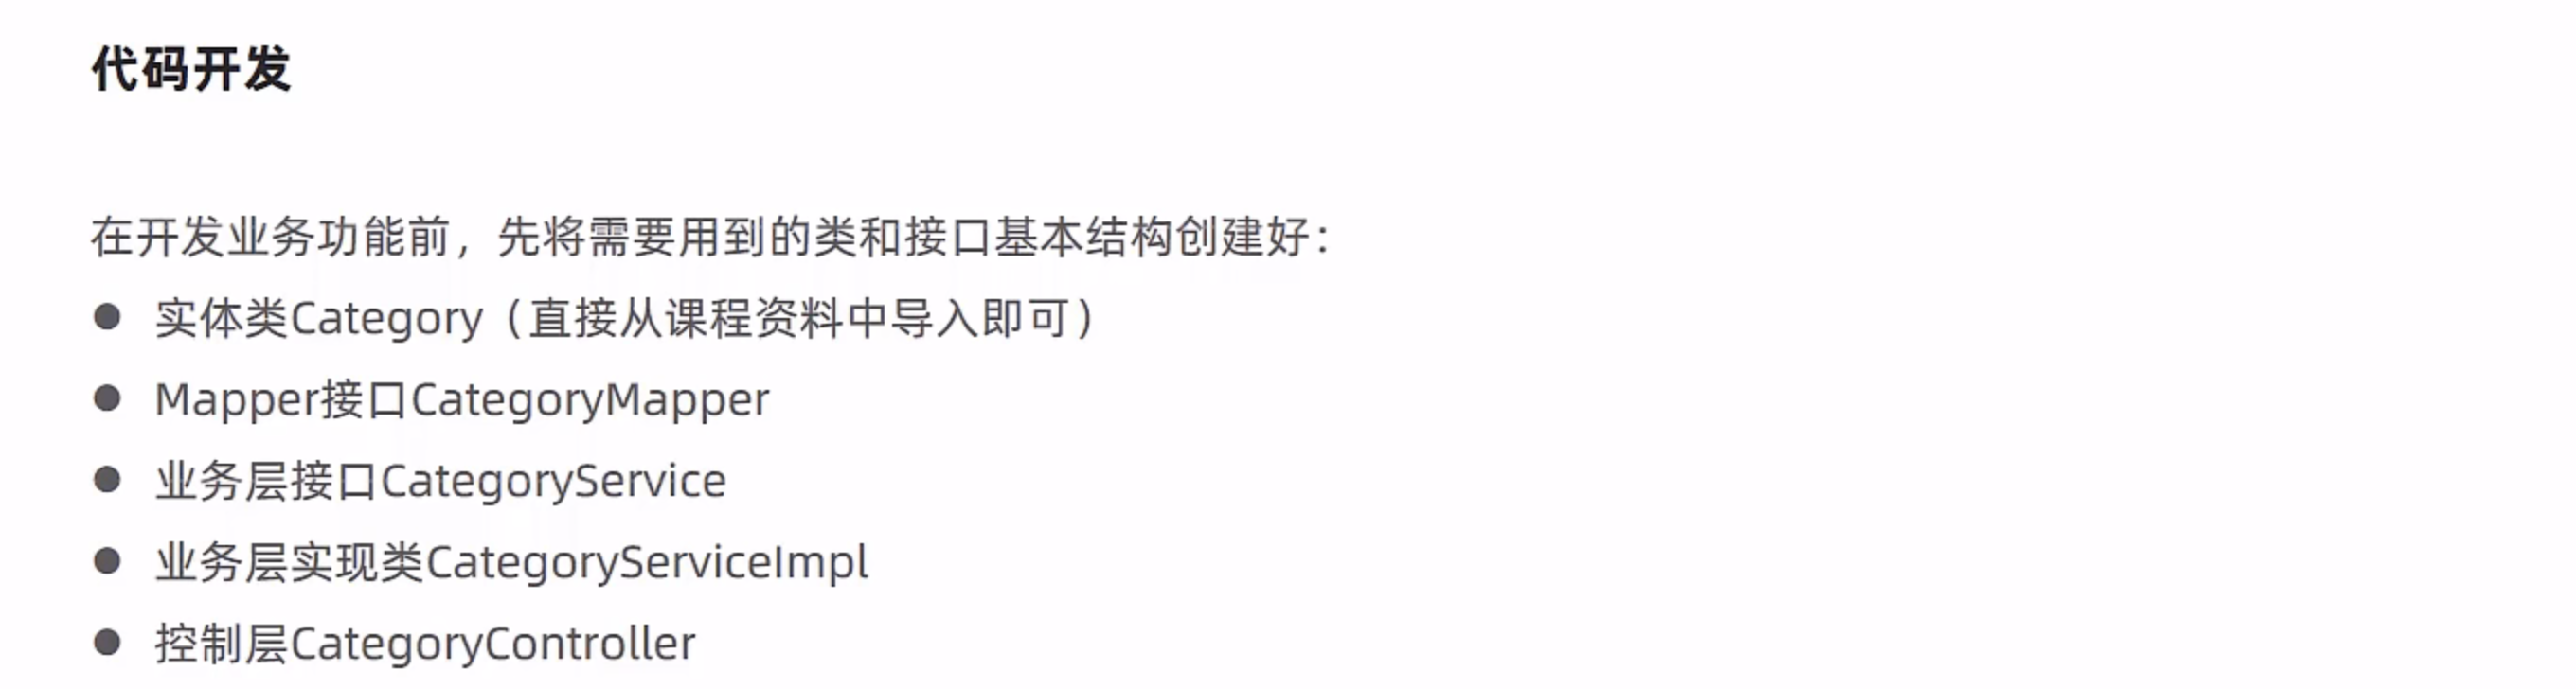 代码开发
在开发业务功能前，先将需要用到的类和接口基本结构创建好：
● 实体类Category（直接从课程资料中导入即可）
● Mapper接口CategoryMapper
● 业务层接口CategoryService
● 业务层实现类CategoryServiceImpl
● 控制层CategoryController